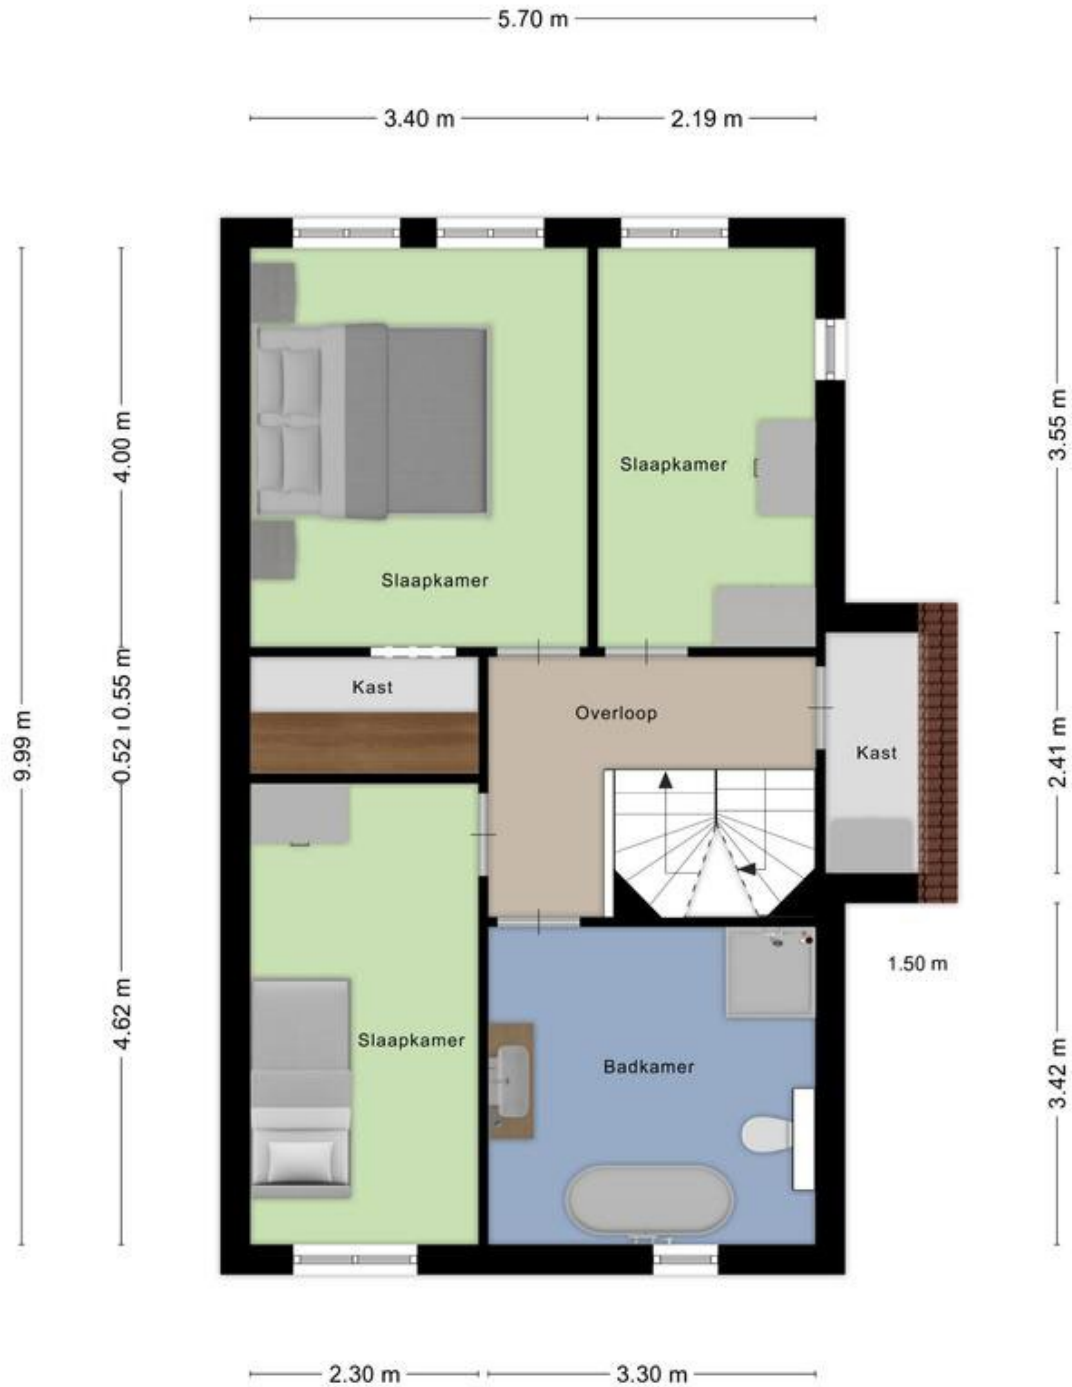 5.70 m
3.40 m
2.19 m
9.99 m
4.00 m
0.55 m
0.52
4.62 m
3.55 m
2.41 m
3.42 m
Slaapkamer
Slaapkamer
Kast
Overloop
Kast
1.50 m
Slaapkamer
Badkamer
2.30 m
3.30 m